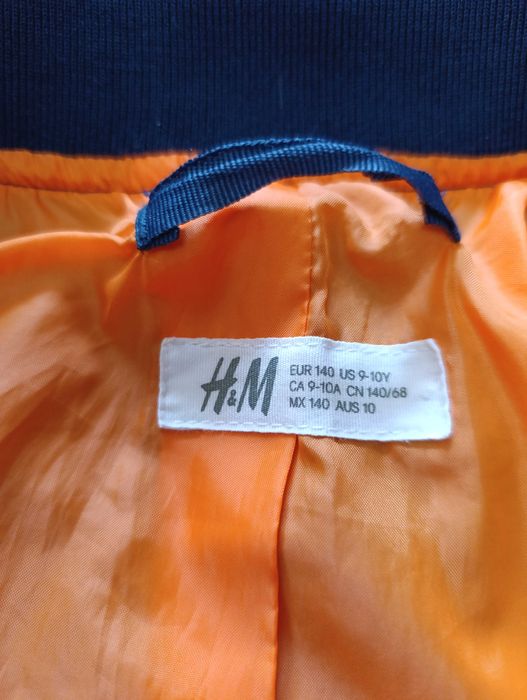 H&M
EUR 140 US 9-10Y
CA 9-10A CN 140/68
MX 140 AUS 10